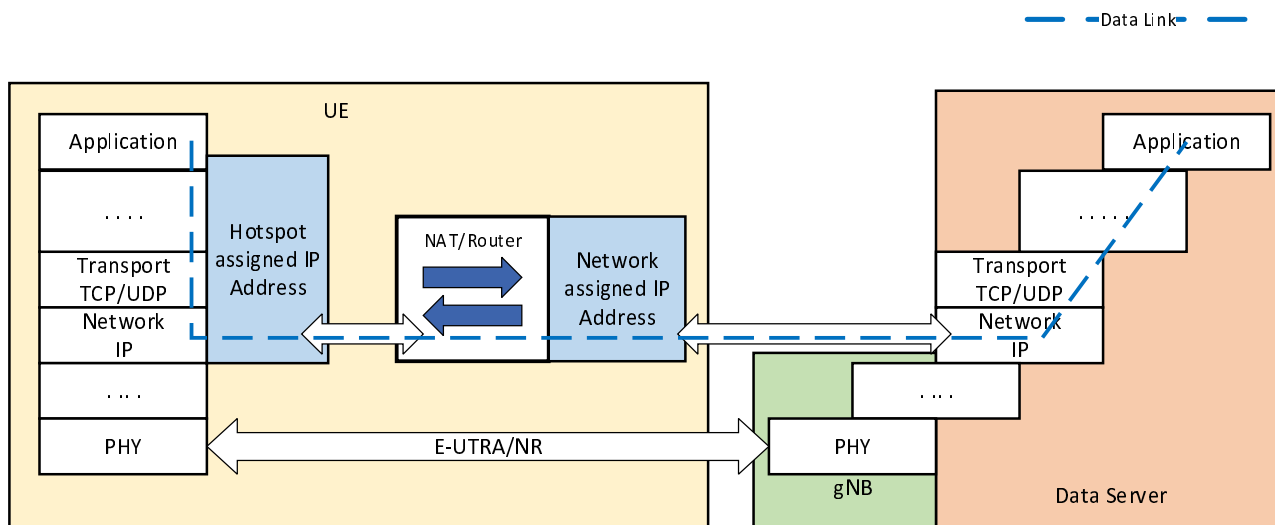 Data Link
UE
Application
. . . .
Transport
TCP/UDP
Network
IP
. . . .
PHY
Hotspot
assigned IP
Address
NAT/Router
Network
assigned IP
Address
E-UTRA/NR
Application
. . . . .
Transport
TCP/UDP
Network
IP
. . . .
PHY
gNB
Data Server